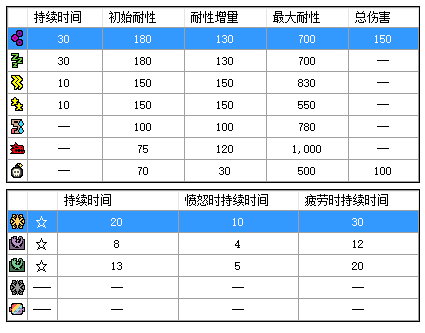 持续时间 初始耐性 耐性增量 最大耐性 总伤害
30 180 130 700 150
30 180 130 700 —
10 150 150 830 —
10 150 150 550 —
— 100 100 780 —
— 75 120 1,000 —
— 70 30 500 100
持续时间 愤怒时持续时间 疲劳时持续时间
☆ 20 10 30
☆ 8 4 12
☆ 13 5 20
— — — —
— — — —